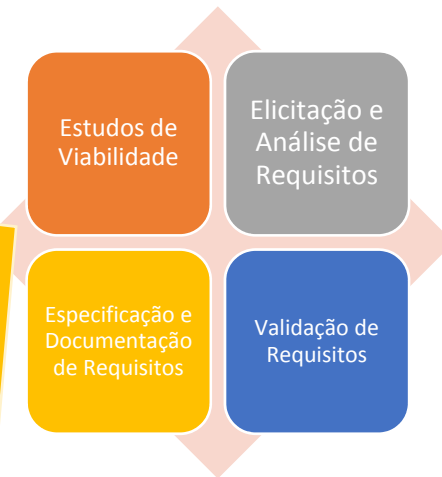 Estudos de
Viabilidade
Elicitação e
Análise de
Requisitos
Especificação e
Documentação
de Requisitos
Validação de
Requisitos